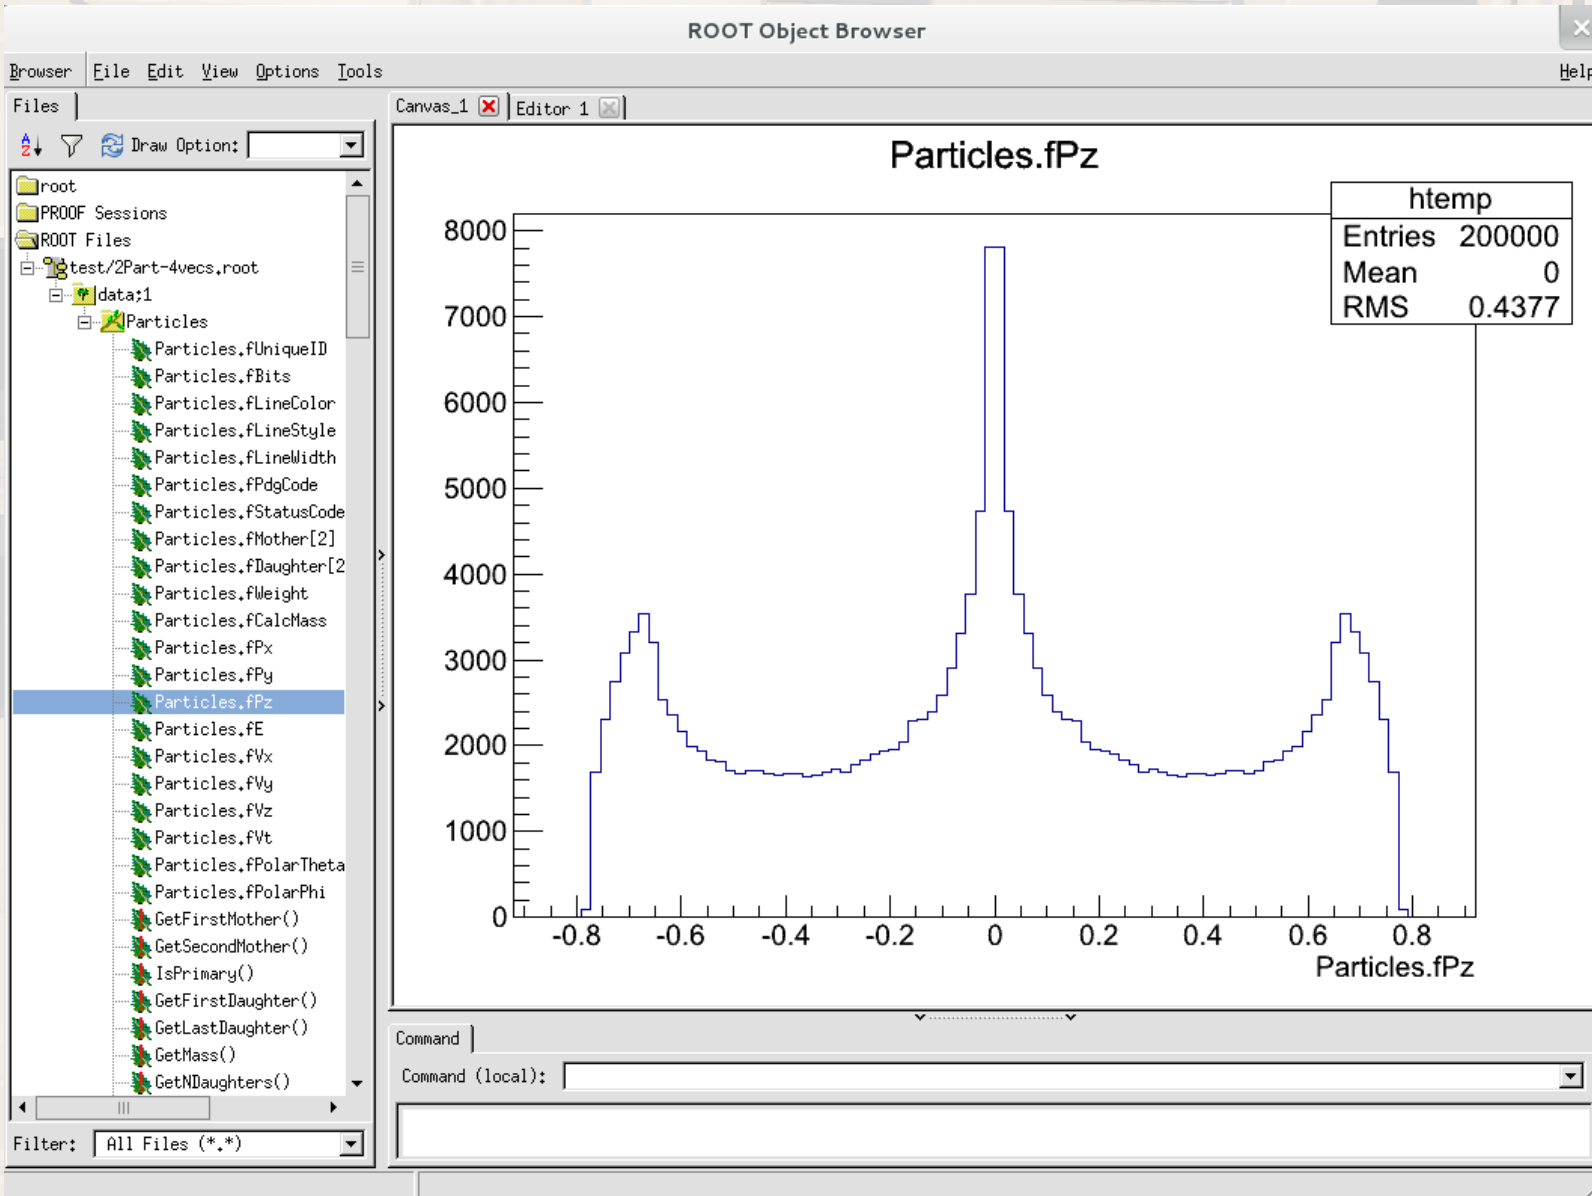 ROOT Object Browser
Browser File Edit View Options Tools Help
Files
Canvas_1 Editor 1
Draw Option:
root
PROOF Sessions
ROOT Files
test/2Part-4vecs.root
data;1
Particles
Particles.fUniqueID
Particles.fBits
Particles.fLineColor
Particles.fLineStyle
Particles.fLineWidth
Particles.fPdgCode
Particles.fStatusCode
Particles.fMother[2]
Particles.fDaughter[2
Particles.fWeight
Particles.fCalcMass
Particles.fPx
Particles.fPy
Particles.fPz
Particles.fE
Particles.fVx
Particles.fVy
Particles.fVz
Particles.fVt
Particles.fPolarTheta
Particles.fPolarPhi
GetFirstMother()
GetSecondMother()
IsPrimary()
GetFirstDaughter()
GetLastDaughter()
GetMass()
GetNDaughters()
Filter: All Files (*.*)
Particles.fPz
htemp
Entries 200000
Mean 0
RMS 0.4377
8000
7000
6000
5000
4000
3000
2000
1000
0
-0.8 -0.6 -0.4 -0.2 0 0.2 0.4 0.6 0.8
Particles.fPz
Command
Command (local):